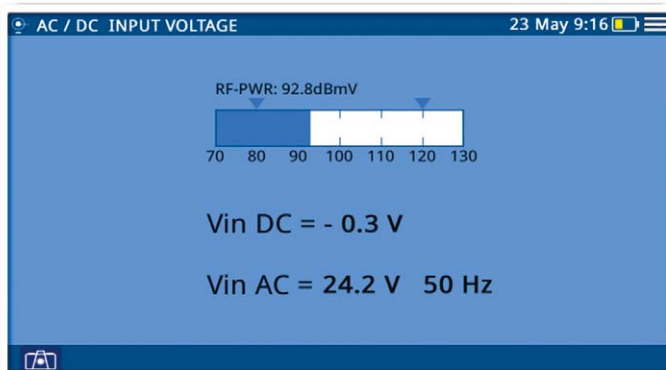 AC / DC INPUT VOLTAGE 23 May 9:16
RF-PWR: 92.8dBmV
70 80 90 100 110 120 130
Vin DC = - 0.3 V
Vin AC = 24.2 V 50 Hz